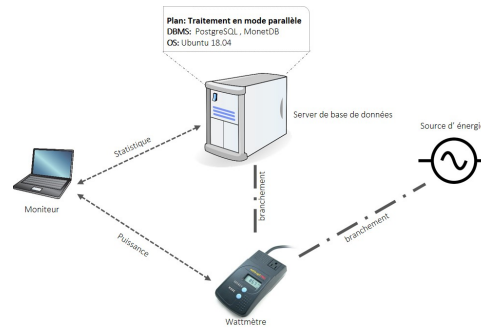 Plan: Traitement en mode parallèle
DBMS: PostgreSQL , MonetDB
OS: Ubuntu 18.04
Server de base de données
Source d' énergi
Statistique
Moniteur
branchement
branchement
Puissance
Wattmètre